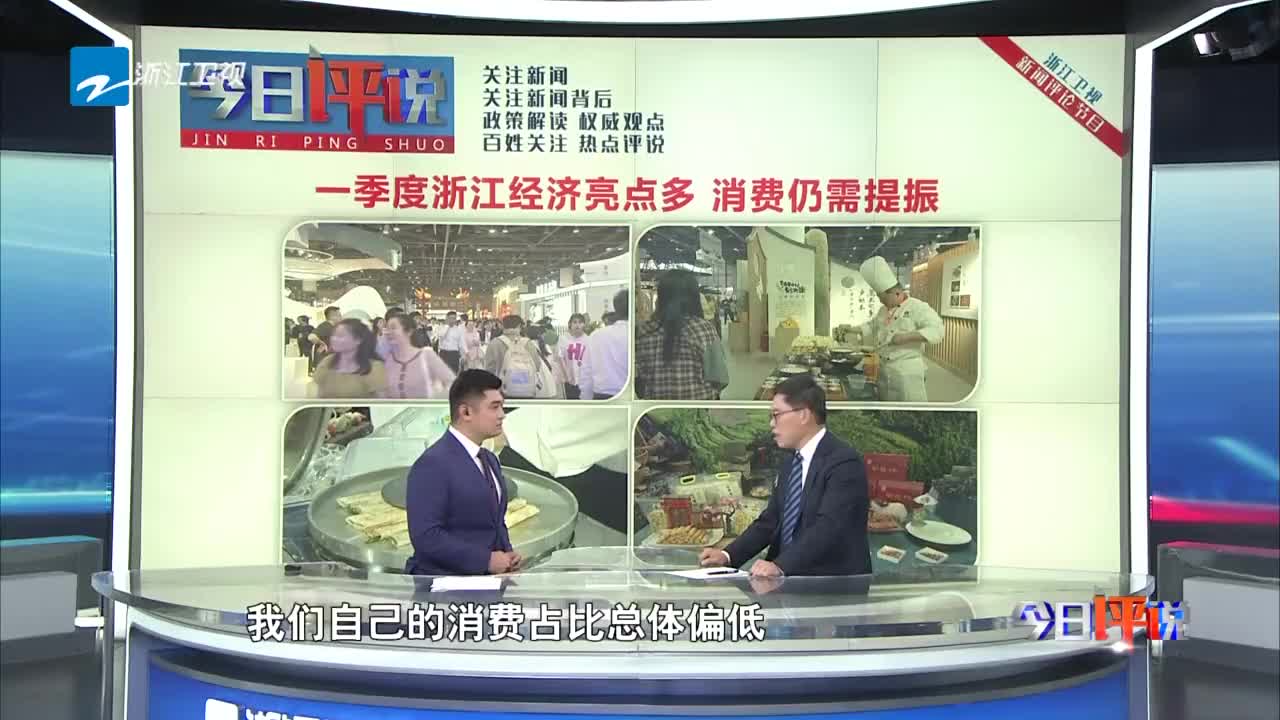 浙江卫视
今日评说
JIN RI PING SHUO
关注新闻
关注新闻背后
政策解读 权威观点
百姓关注 热点评说
浙江卫视
新闻评论节目
一季度浙江经济亮点多 消费仍需提振
我们自己的消费占比总体偏低
今日评说